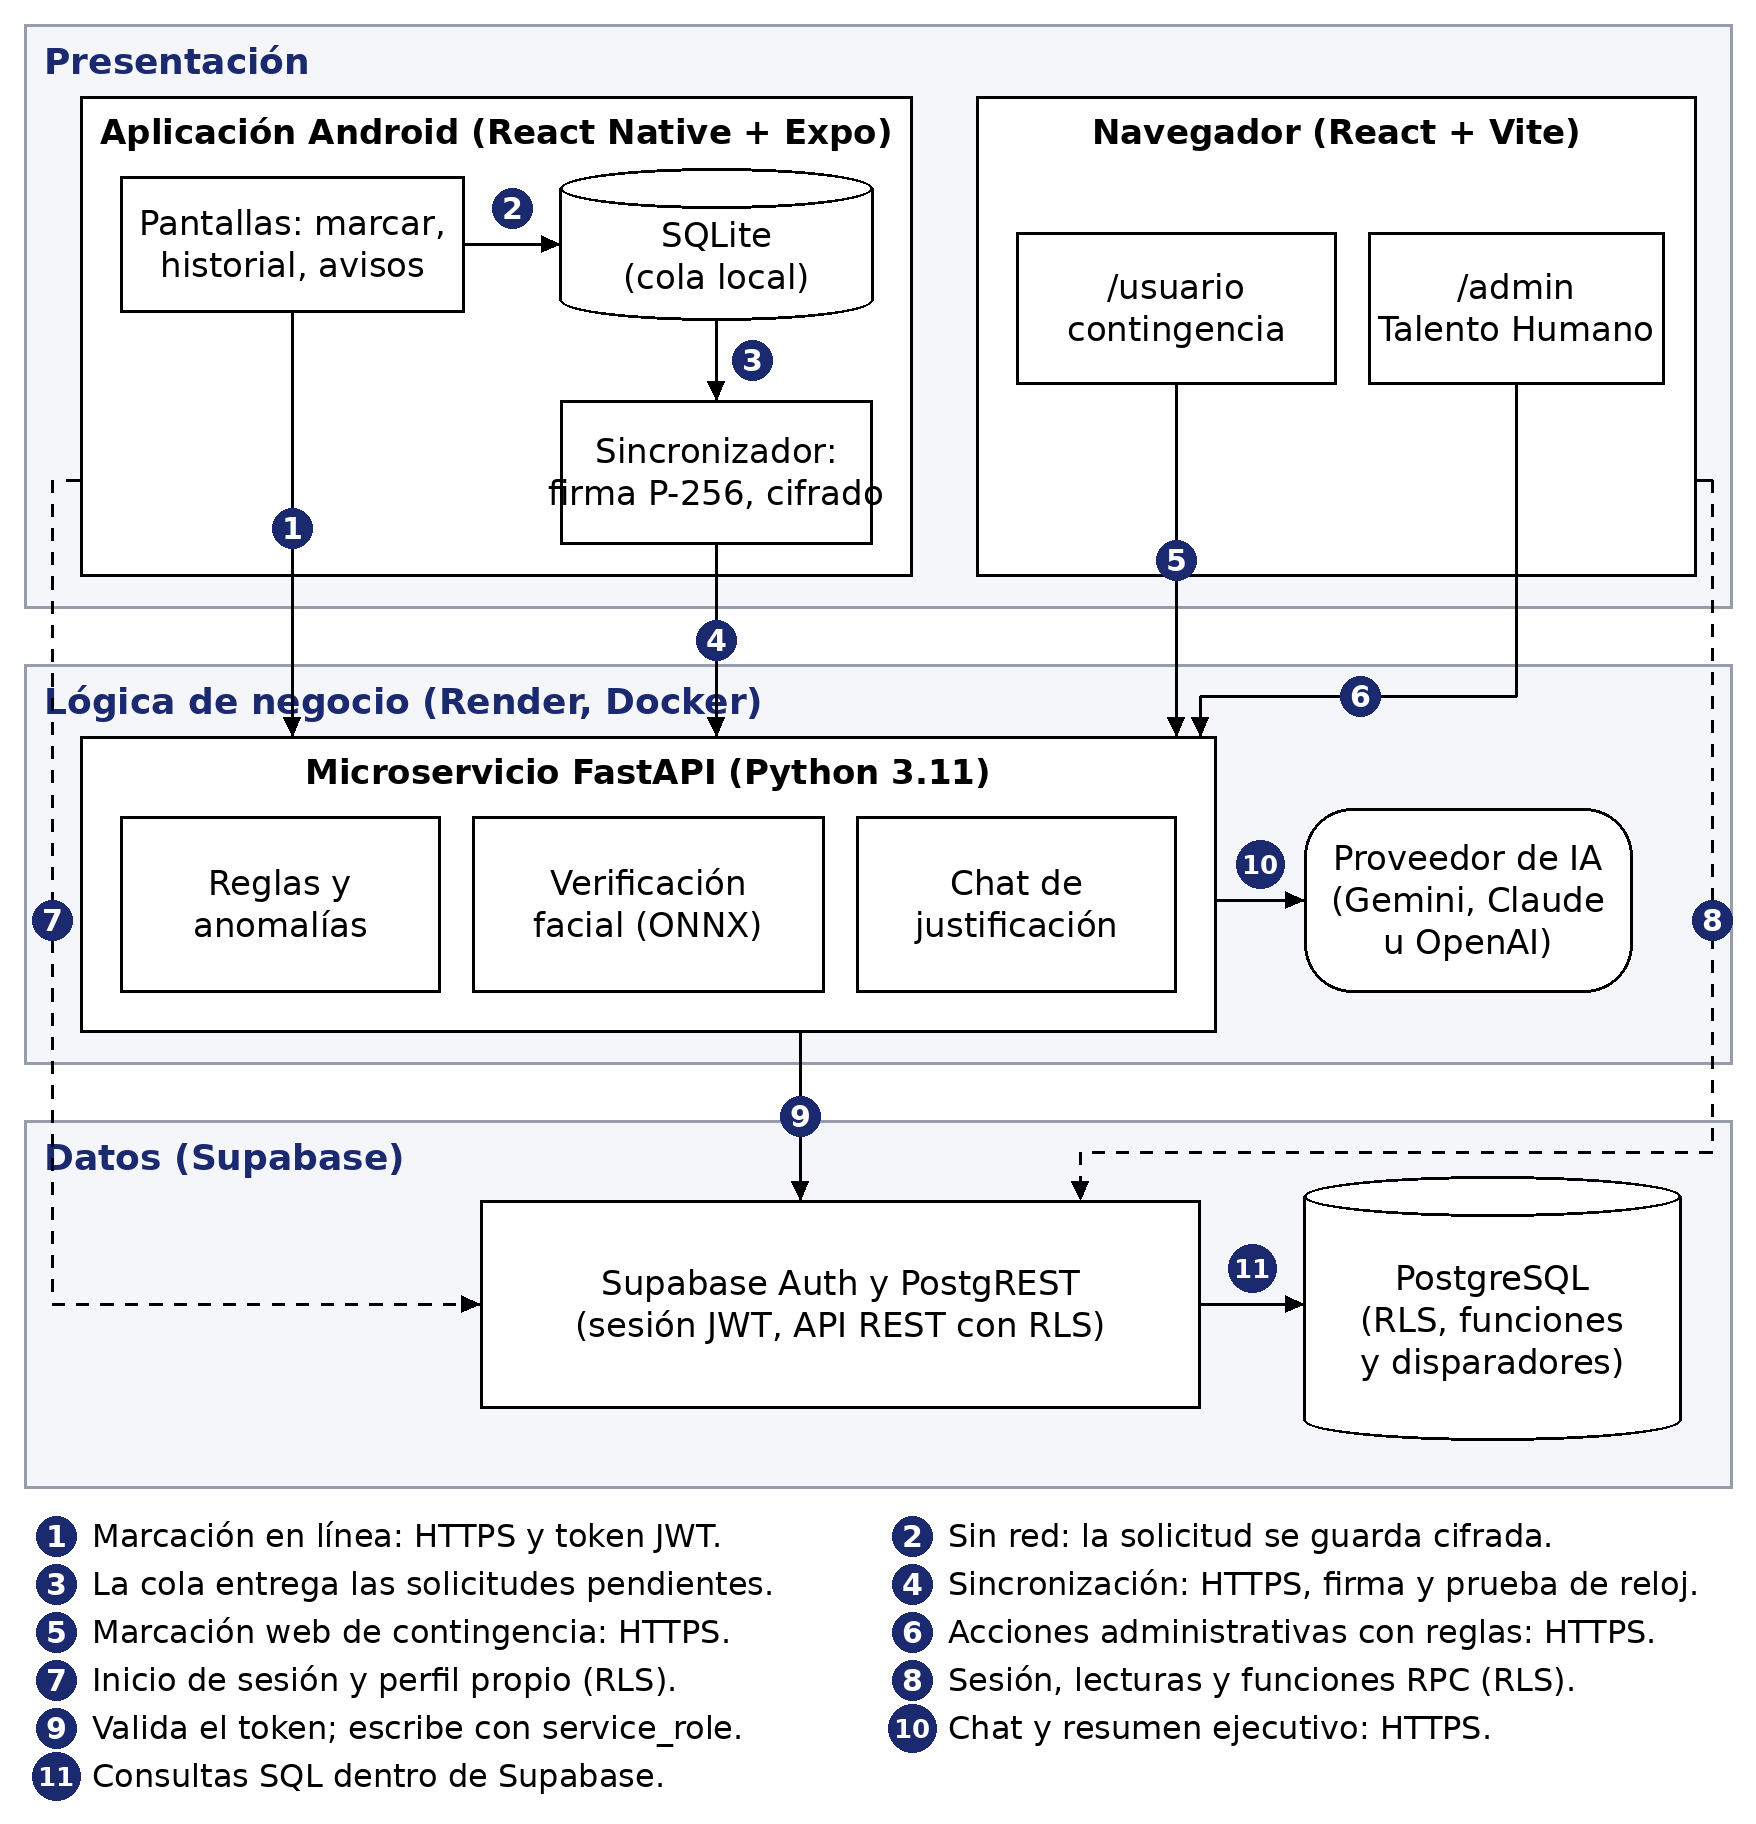 Presentación
Aplicación Android (React Native + Expo)
Pantallas: marcar,
historial, avisos
2
SQLite
(cola local)
3
Sincronizador:
firma P-256, cifrado
1
4
Navegador (React + Vite)
/usuario
contingencia
/admin
Talento Humano
5
6
Lógica de negocio (Render, Docker)
Microservicio FastAPI (Python 3.11)
Reglas y
anomalías
Verificación
facial (ONNX)
Chat de
justificación
10
Proveedor de IA
(Gemini, Claude
u OpenAI)
7
8
9
Datos (Supabase)
Supabase Auth y PostgREST
(sesión JWT, API REST con RLS)
11
PostgreSQL
(RLS, funciones
y disparadores)
1 Marcación en línea: HTTPS y token JWT.
2 Sin red: la solicitud se guarda cifrada.
3 La cola entrega las solicitudes pendientes.
4 Sincronización: HTTPS, firma y prueba de reloj.
5 Marcación web de contingencia: HTTPS.
6 Acciones administrativas con reglas: HTTPS.
7 Inicio de sesión y perfil propio (RLS).
8 Sesión, lecturas y funciones RPC (RLS).
9 Valida el token; escribe con service_role.
10 Chat y resumen ejecutivo: HTTPS.
11 Consultas SQL dentro de Supabase.